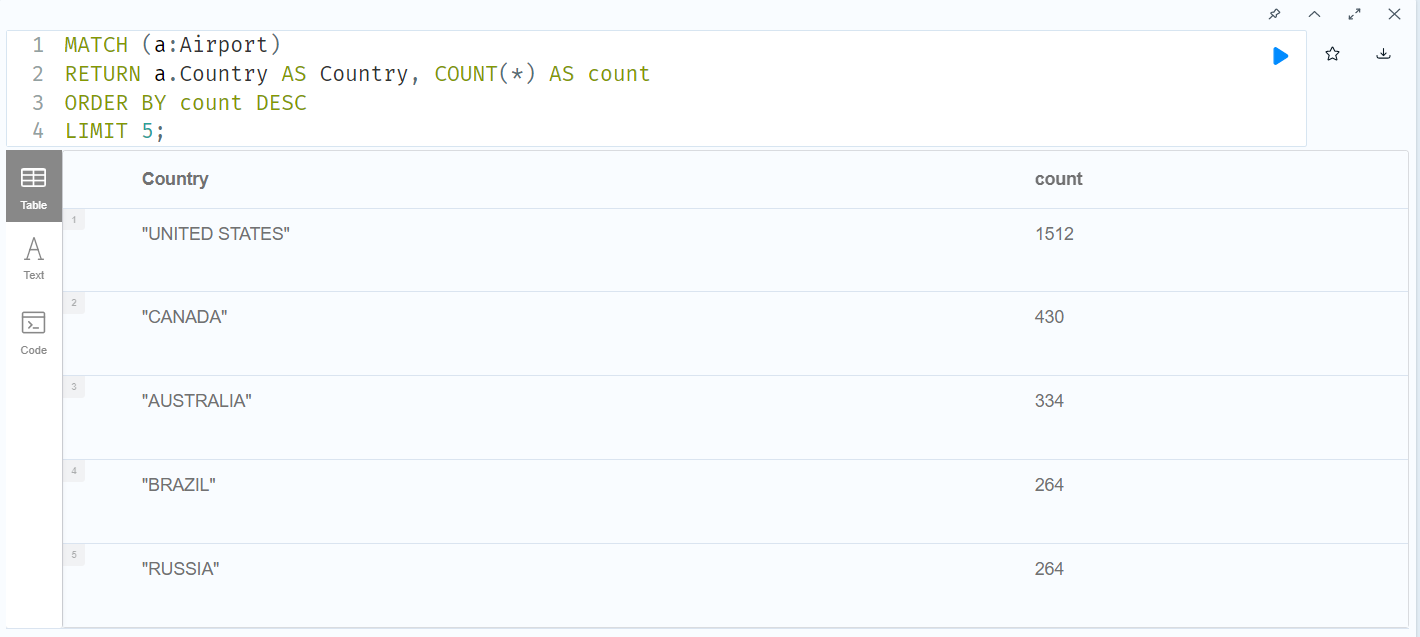 1 MATCH (a:Airport)
2 RETURN a.Country AS Country, COUNT(*) AS count
3 ORDER BY count DESC
4 LIMIT 5;
Table
Text
Code
Country count
1 "UNITED STATES" 1512
2 "CANADA" 430
3 "AUSTRALIA" 334
4 "BRAZIL" 264
5 "RUSSIA" 264